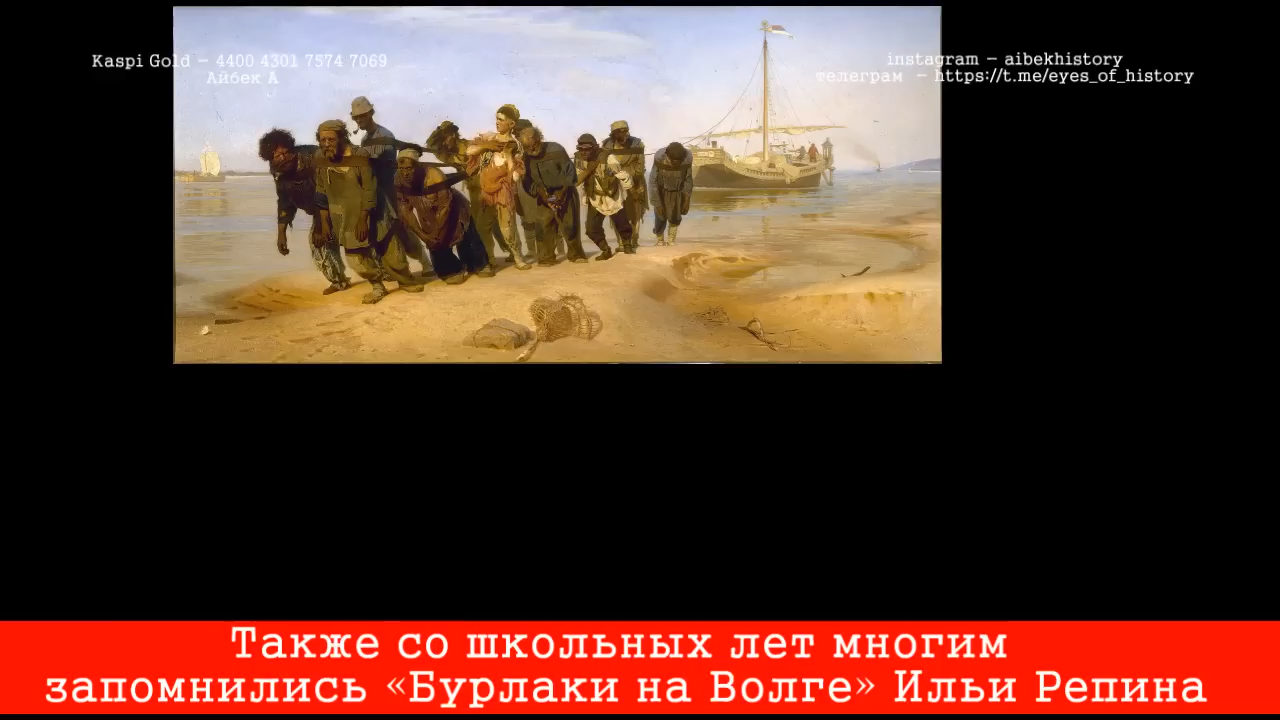 Kaspi Gold – 4400 4301 7574 7069
Айбек А
instagram – aibekhistory
телеграм – https://t.me/eyes_of_history
Также со школьных лет многим
запомнились «Бурлаки на Волге» Ильи Репина